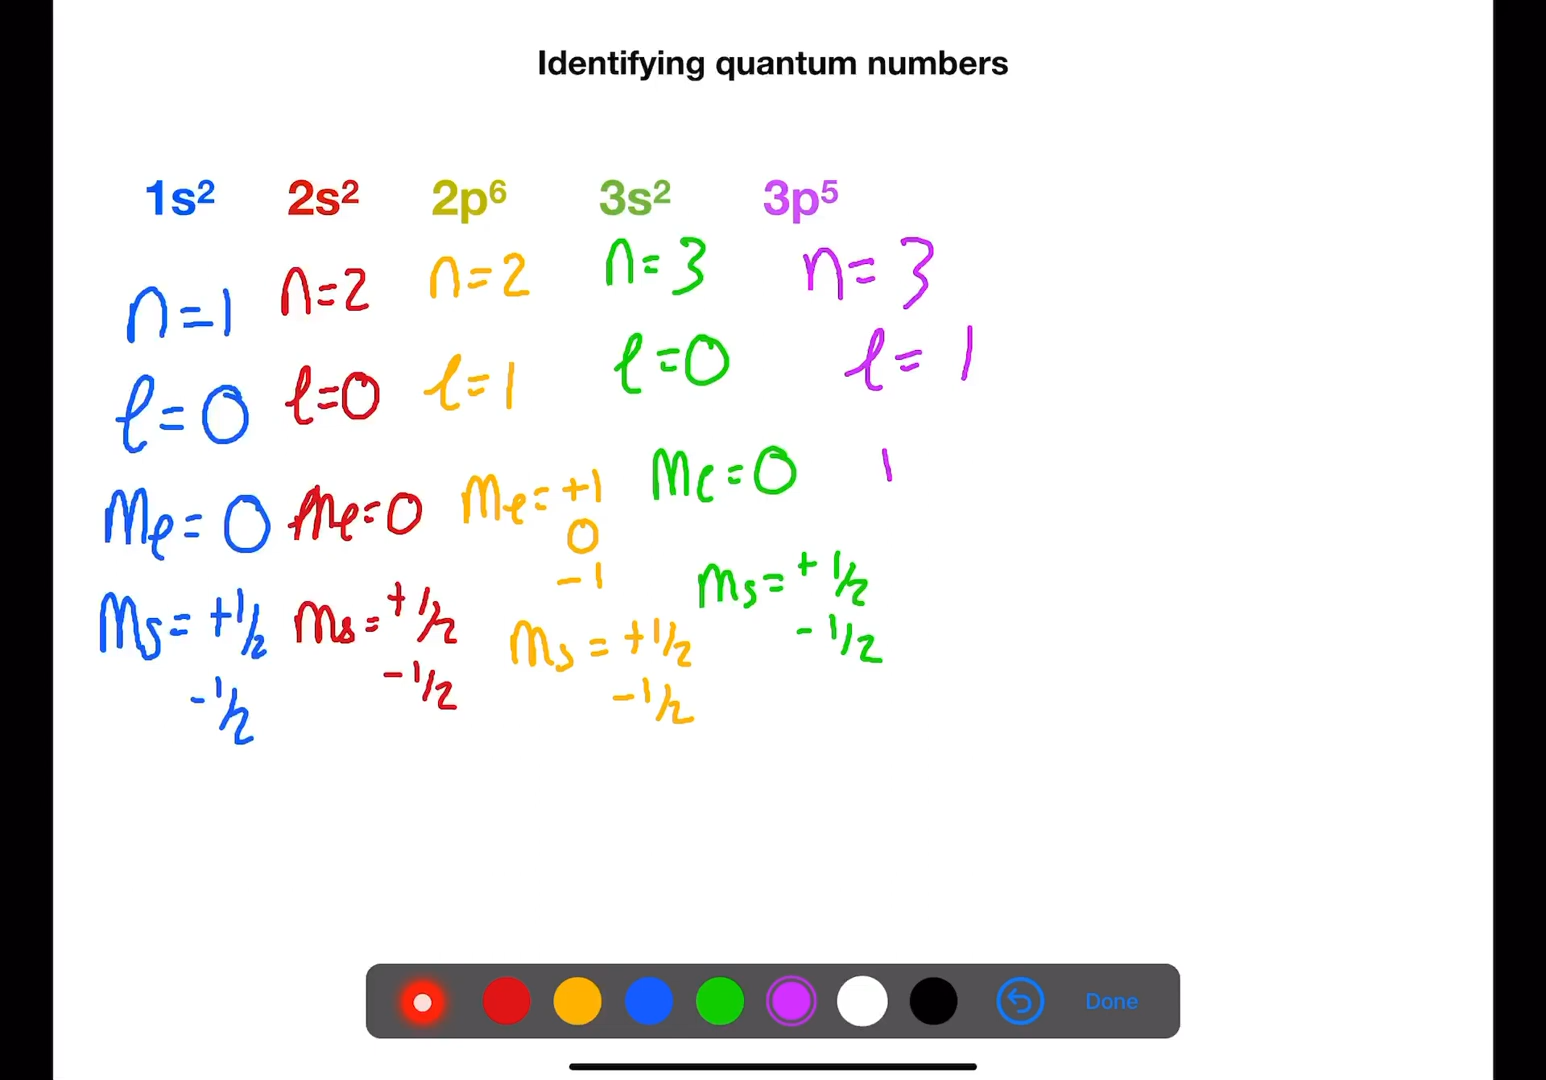 Identifying quantum numbers
1s² 2s² 2p⁶ 3s² 3p⁵
n=1 n=2 n=2 n=3 n=3
ℓ=0 ℓ=0 ℓ=1 ℓ=0 ℓ=1
Mℓ=0 Mℓ=0 Mℓ=+1 Mℓ=0
0
-1
Ms=+1/2 Ms=+1/2 Ms=+1/2 Ms=+1/2
-1/2 -1/2 -1/2 -1/2
Done